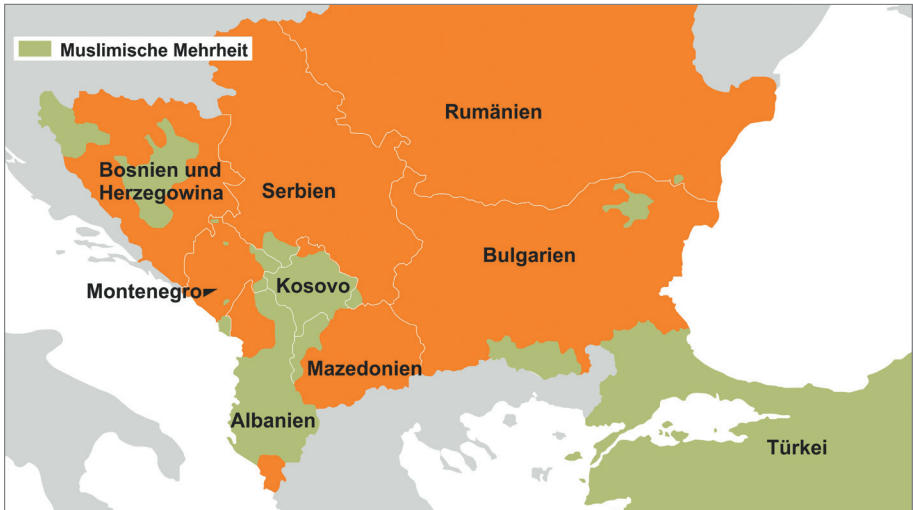 Muslimische Mehrheit
Rumänien
Bosnien und
Herzegowina
Serbien
Bulgarien
Kosovo
Montenegro
Mazedonien
Albanien
Türkei